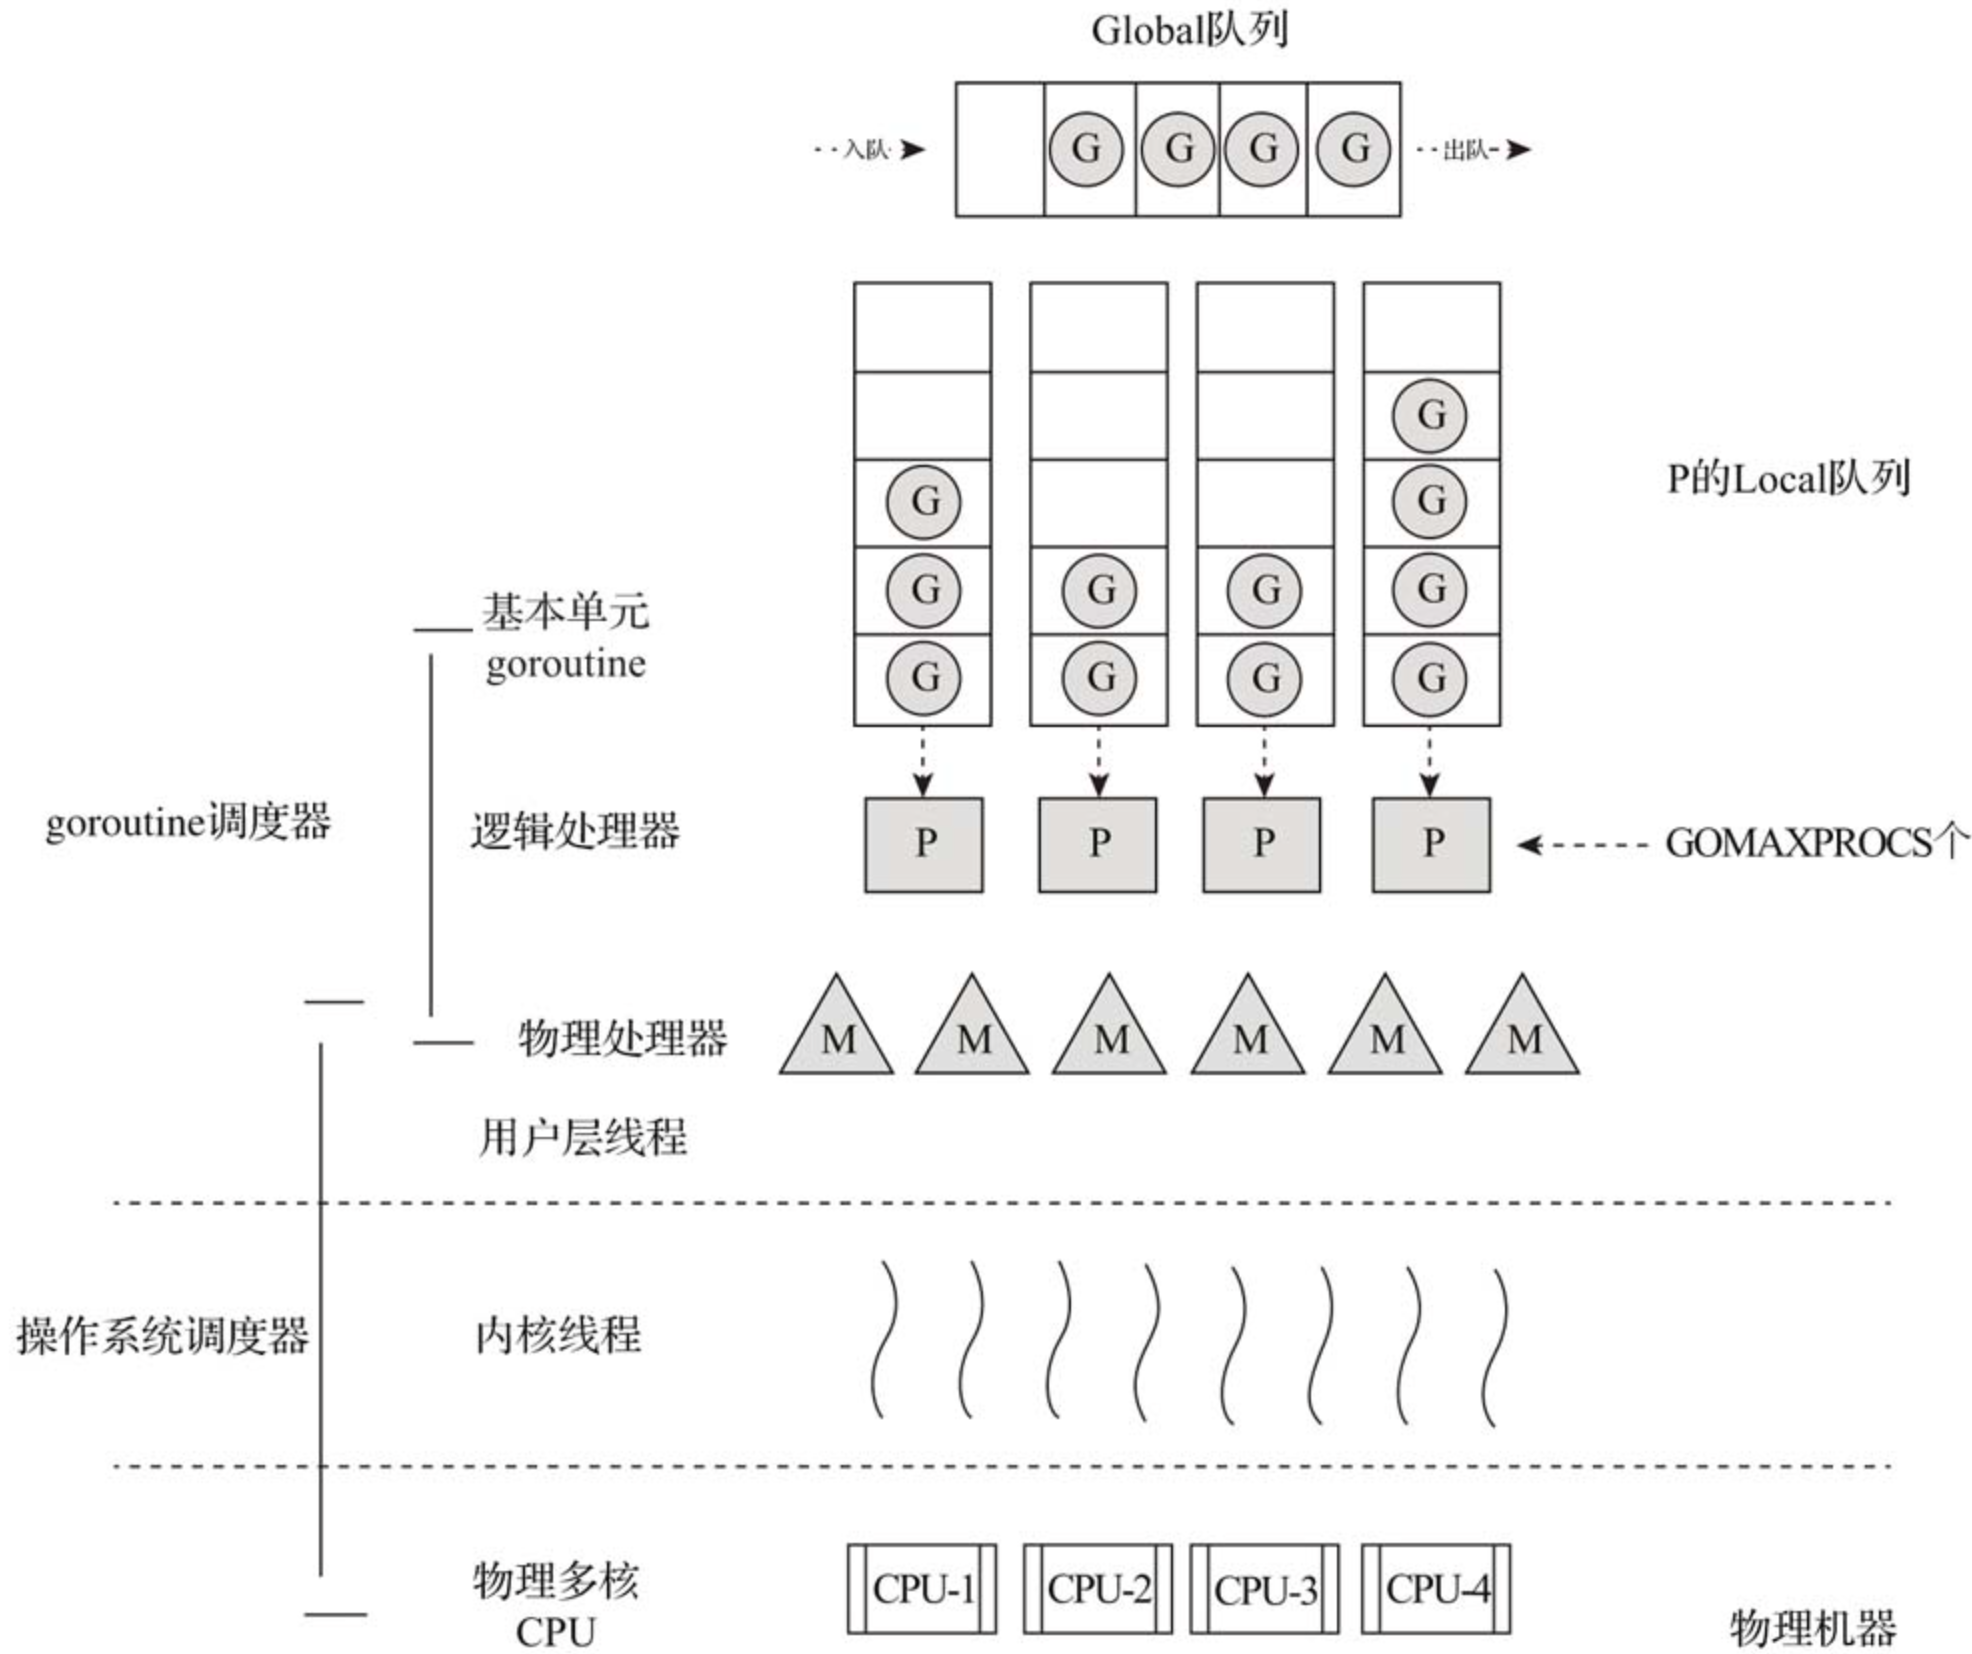 Global队列
入队
G
G
G
G
出队
G
G
G
P的Local队列
G
G
G
G
基本单元
goroutine
G
G
G
G
goroutine调度器
逻辑处理器
P
P
P
P
GOMAXPROCS个
物理处理器
M
M
M
M
M
M
用户层线程
操作系统调度器
内核线程
物理多核
CPU
CPU-1
CPU-2
CPU-3
CPU-4
物理机器